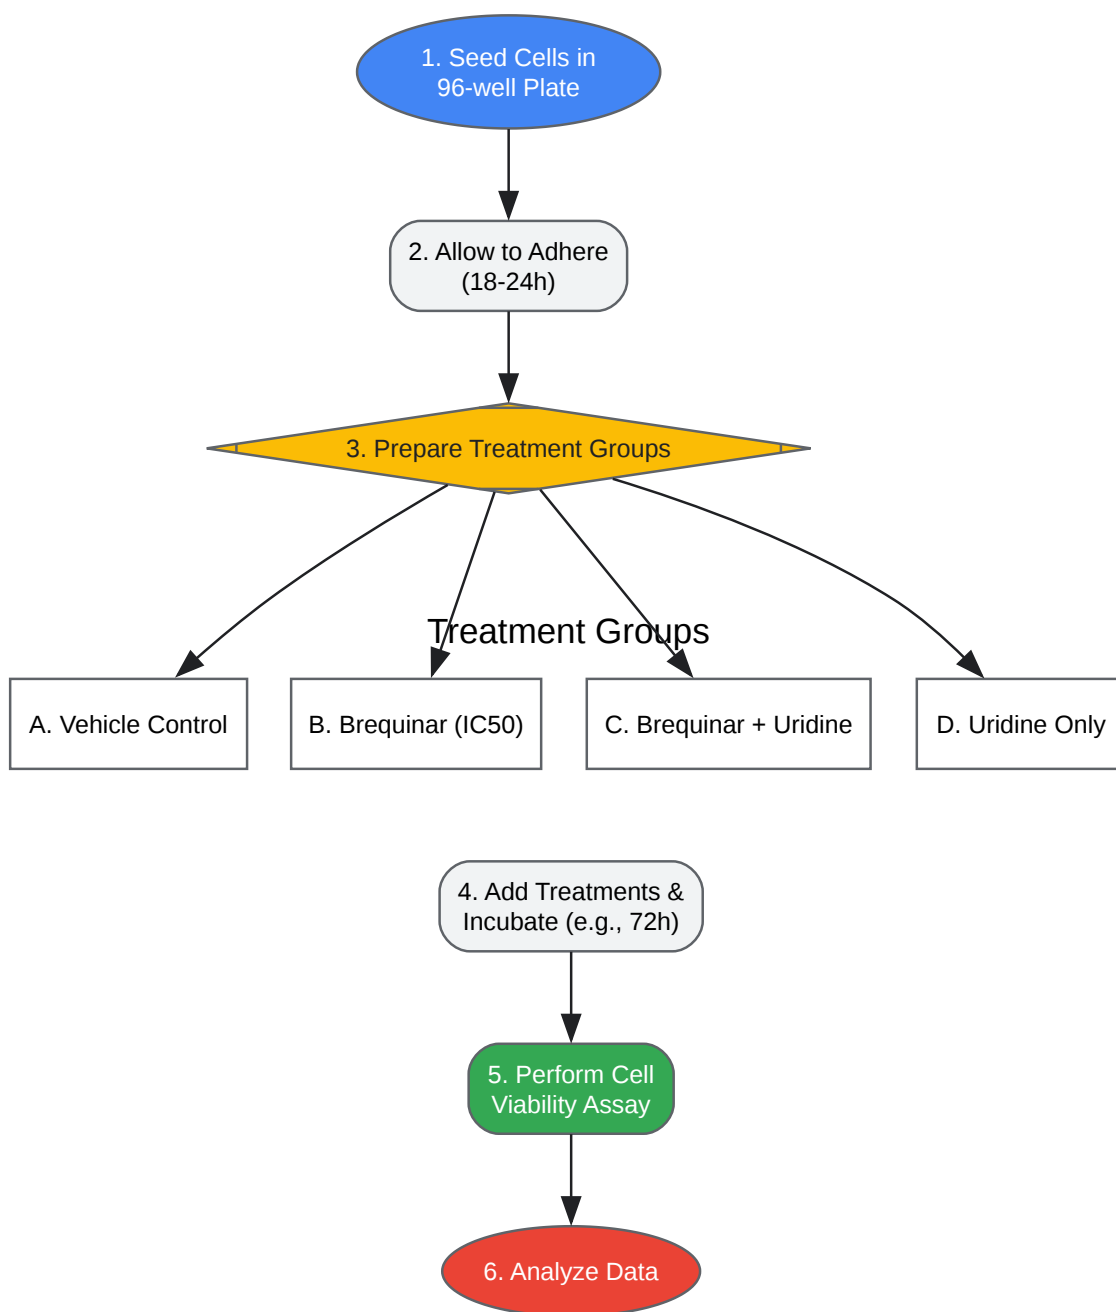 1. Seed Cells in
96-well Plate
2. Allow to Adhere
(18-24h)
3. Prepare Treatment Groups
Treatment Groups
A. Vehicle Control
B. Brequinar (IC50)
C. Brequinar + Uridine
D. Uridine Only
4. Add Treatments &
Incubate (e.g., 72h)
5. Perform Cell
Viability Assay
6. Analyze Data